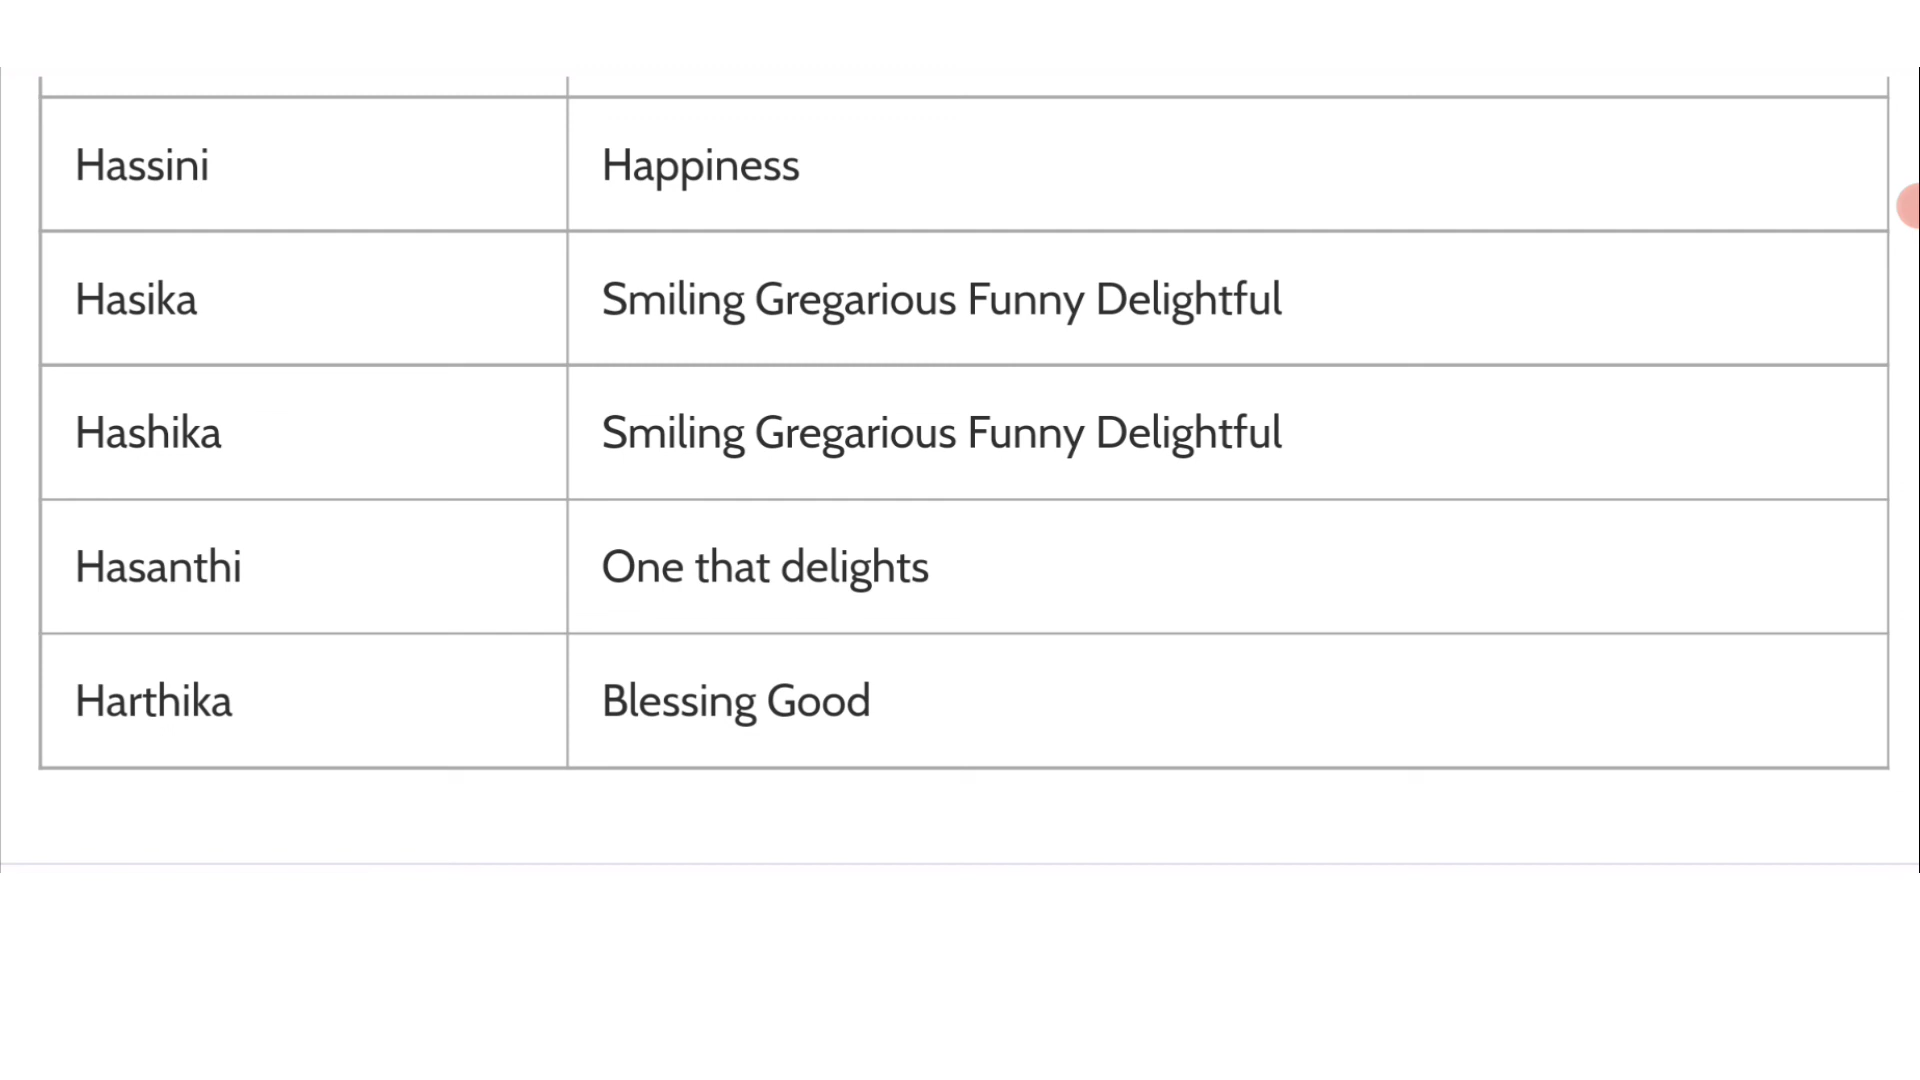 Hassini Happiness
Hasika Smiling Gregarious Funny Delightful
Hashika Smiling Gregarious Funny Delightful
Hasanthi One that delights
Harthika Blessing Good